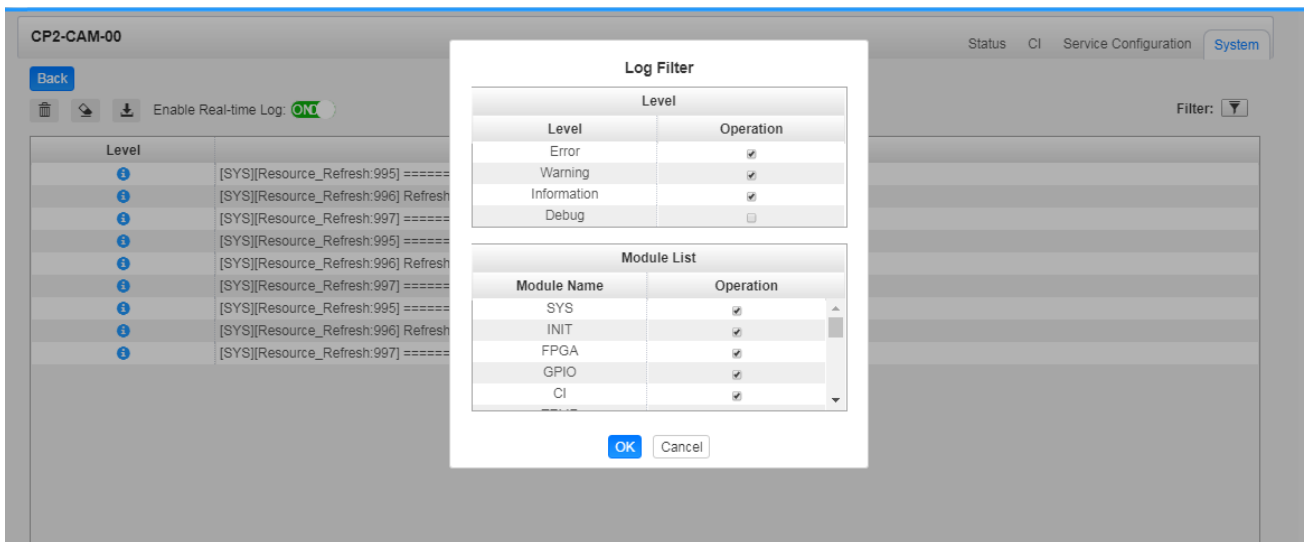 CP2-CAM-00
Status CI Service Configuration System
Back
Enable Real-time Log: ON
Filter:
Level
[SYS][Resource_Refresh:995] ======
[SYS][Resource_Refresh:996] Refresh
[SYS][Resource_Refresh:997] ======
[SYS][Resource_Refresh:995] ======
[SYS][Resource_Refresh:996] Refresh
[SYS][Resource_Refresh:997] ======
[SYS][Resource_Refresh:995] ======
[SYS][Resource_Refresh:996] Refresh
[SYS][Resource_Refresh:997] ======
Log Filter
Level
Level Operation
Error
Warning
Information
Debug
Module List
Module Name Operation
SYS
INIT
FPGA
GPIO
CI
OK Cancel